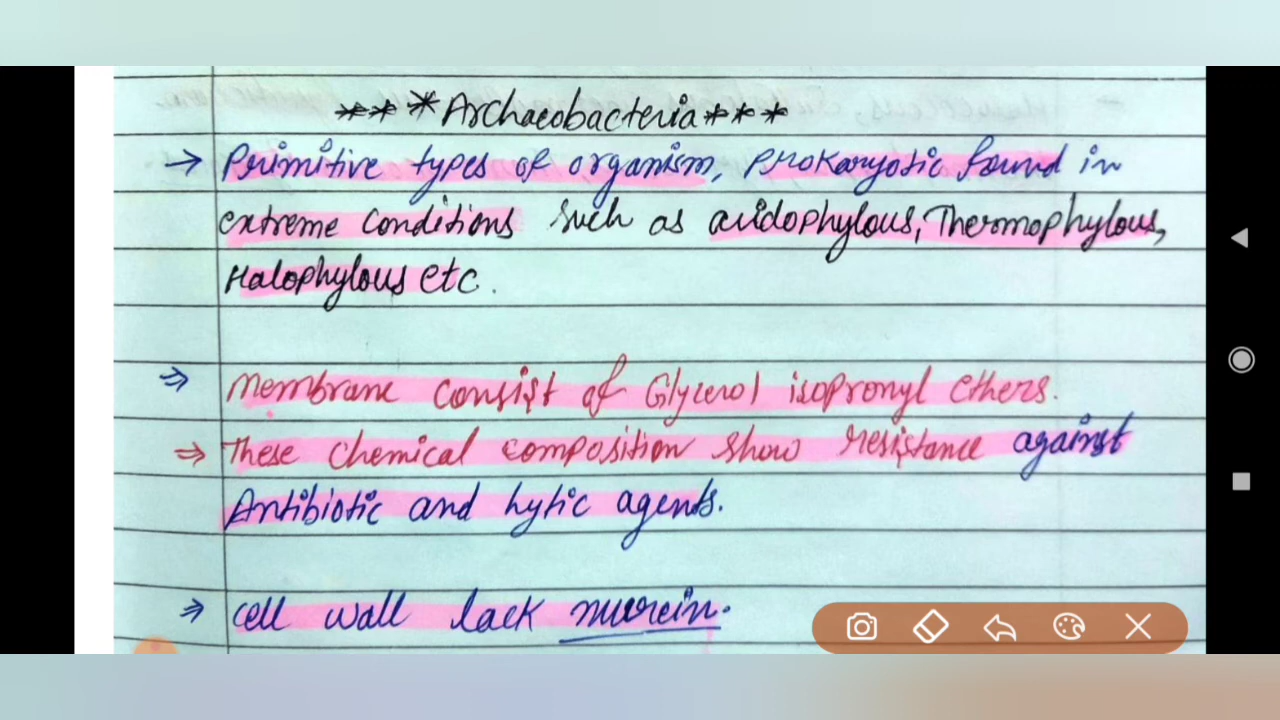 *** Archaeobacteria ***
→ Primitive types of organism, prokaryotic found in
extreme conditions such as acidophylous, Thermophylous,
Halophylous etc.
⇒ Membrane consist of Glycerol isopronyl ethers.
⇒ These chemical composition show resistance against
Antibiotic and lytic agents.
⇒ cell wall lack murein.